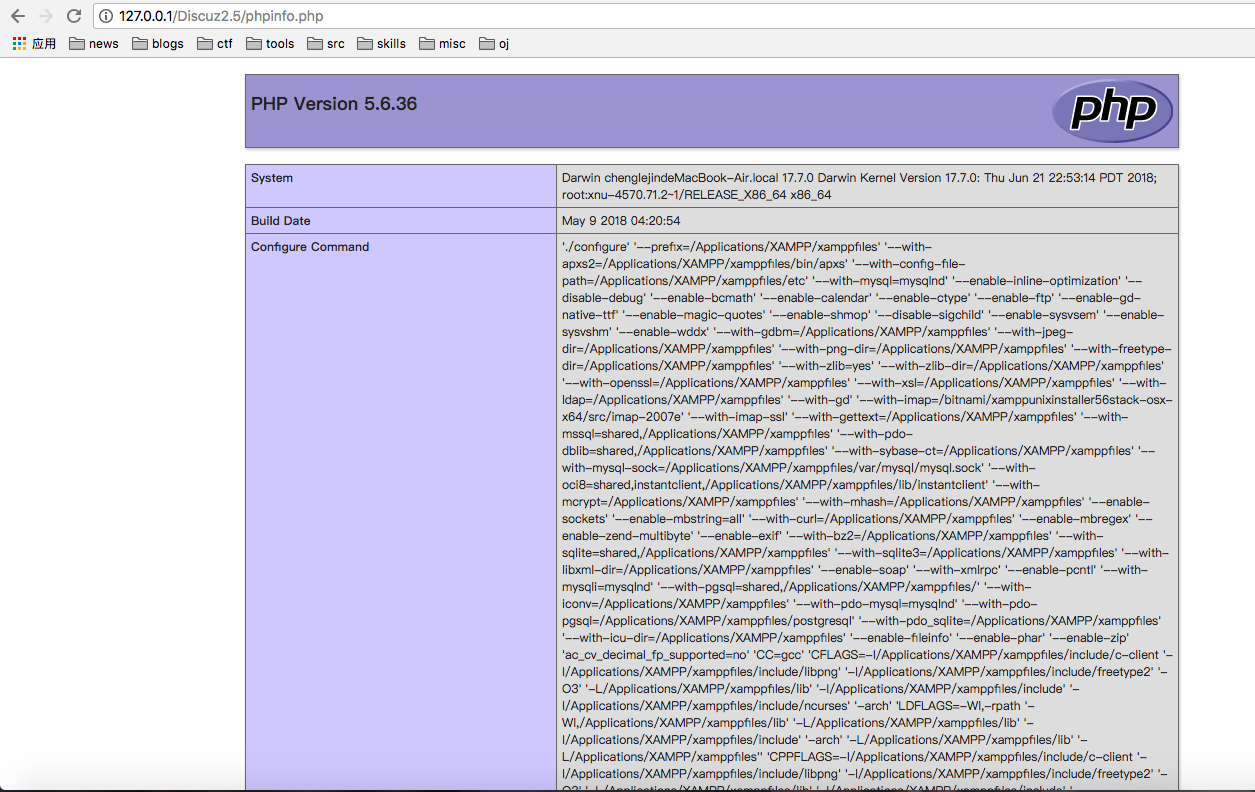 127.0.0.1/Discuz2.5/phpinfo.php
应用 news blogs ctf tools src skills misc oj
PHP Version 5.6.36
php
System
Darwin chenglejindeMacBook-Air.local 17.7.0 Darwin Kernel Version 17.7.0: Thu Jun 21 22:53:14 PDT 2018;
root:xnu-4570.71.2~1/RELEASE_X86_64 x86_64
Build Date
May 9 2018 04:20:54
Configure Command
'./configure' '--prefix=/Applications/XAMPP/xamppfiles' '--with-
apxs2=/Applications/XAMPP/xamppfiles/bin/apxs' '--with-config-file-
path=/Applications/XAMPP/xamppfiles/etc' '--with-mysql=mysqlnd' '--enable-inline-optimization' '--
disable-debug' '--enable-bcmath' '--enable-calendar' '--enable-ctype' '--enable-ftp' '--enable-gd-
native-ttf' '--enable-magic-quotes' '--enable-shmop' '--disable-sigchild' '--enable-sysvsem' '--enable-
sysvshm' '--enable-wddx' '--with-gdbm=/Applications/XAMPP/xamppfiles' '--with-jpeg-
dir=/Applications/XAMPP/xamppfiles' '--with-png-dir=/Applications/XAMPP/xamppfiles' '--with-freetype-
dir=/Applications/XAMPP/xamppfiles' '--with-zlib=yes' '--with-zlib-dir=/Applications/XAMPP/xamppfiles'
'--with-openssl=/Applications/XAMPP/xamppfiles' '--with-xsl=/Applications/XAMPP/xamppfiles' '--with-
ldap=/Applications/XAMPP/xamppfiles' '--with-gd' '--with-imap=/bitnami/xamppunixinstaller56stack-osx-
x64/src/imap-2007e' '--with-imap-ssl' '--with-gettext=/Applications/XAMPP/xamppfiles' '--with-
mssql=shared,/Applications/XAMPP/xamppfiles' '--with-pdo-
dblib=shared,/Applications/XAMPP/xamppfiles' '--with-sybase-ct=/Applications/XAMPP/xamppfiles' '--
with-mysql-sock=/Applications/XAMPP/xamppfiles/var/mysql/mysql.sock' '--with-
oci8=shared,instantclient,/Applications/XAMPP/xamppfiles/lib/instantclient' '--with-
mcrypt=/Applications/XAMPP/xamppfiles' '--with-mhash=/Applications/XAMPP/xamppfiles' '--enable-
sockets' '--enable-mbstring=all' '--with-curl=/Applications/XAMPP/xamppfiles' '--enable-mbregex' '--
enable-zend-multibyte' '--enable-exif' '--with-bz2=/Applications/XAMPP/xamppfiles' '--with-
sqlite=shared,/Applications/XAMPP/xamppfiles' '--with-sqlite3=/Applications/XAMPP/xamppfiles' '--with-
libxml-dir=/Applications/XAMPP/xamppfiles' '--enable-soap' '--with-xmlrpc' '--enable-pcntl' '--with-
mysqli=mysqlnd' '--with-pgsql=shared,/Applications/XAMPP/xamppfiles/' '--with-
iconv=/Applications/XAMPP/xamppfiles' '--with-pdo-mysql=mysqlnd' '--with-pdo-
pgsql=/Applications/XAMPP/xamppfiles/postgresql' '--with-pdo_sqlite=/Applications/XAMPP/xamppfiles'
'--with-icu-dir=/Applications/XAMPP/xamppfiles' '--enable-fileinfo' '--enable-phar' '--enable-zip'
'ac_cv_decimal_fp_supported=no' 'CC=gcc' 'CFLAGS=-I/Applications/XAMPP/xamppfiles/include/c-client '-
I/Applications/XAMPP/xamppfiles/include/libpng' '-I/Applications/XAMPP/xamppfiles/include/freetype2' '-
O3' '-L/Applications/XAMPP/xamppfiles/lib' '-I/Applications/XAMPP/xamppfiles/include' '-
I/Applications/XAMPP/xamppfiles/include/ncurses' '-arch' 'LDFLAGS=-Wl,-rpath '-
Wl,/Applications/XAMPP/xamppfiles/lib' '-L/Applications/XAMPP/xamppfiles/lib' '-
I/Applications/XAMPP/xamppfiles/include' '-arch' '-L/Applications/XAMPP/xamppfiles/lib' '-
L/Applications/XAMPP/xamppfiles'' 'CPPFLAGS=-I/Applications/XAMPP/xamppfiles/include/c-client '-
I/Applications/XAMPP/xamppfiles/include/libpng' '-I/Applications/XAMPP/xamppfiles/include/freetype2' '-
O3' '-L/Applications/XAMPP/xamppfiles/lib' '-I/Applications/XAMPP/xamppfiles/include' '-